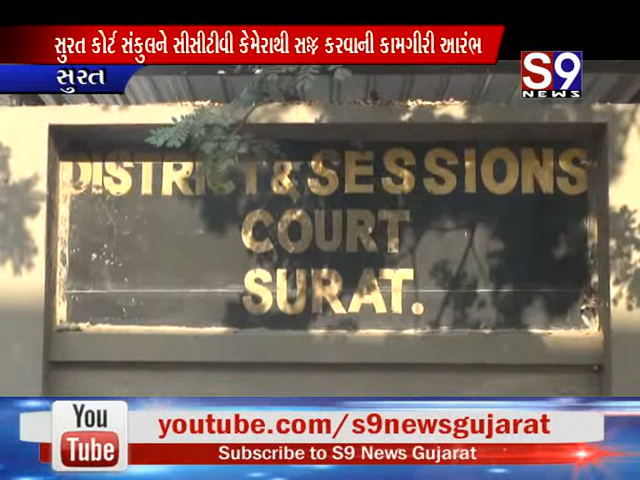 સુરત કોર્ટ સંકુલને સીસીટીવી કેમેરાથી સજ્જ કરવાની કામગીરી આરંભ
સુરત
S9
NEWS
DISTRICT & SESSIONS
COURT
SURAT.
You
Tube
youtube.com/s9newsgujarat
Subscribe to S9 News Gujarat